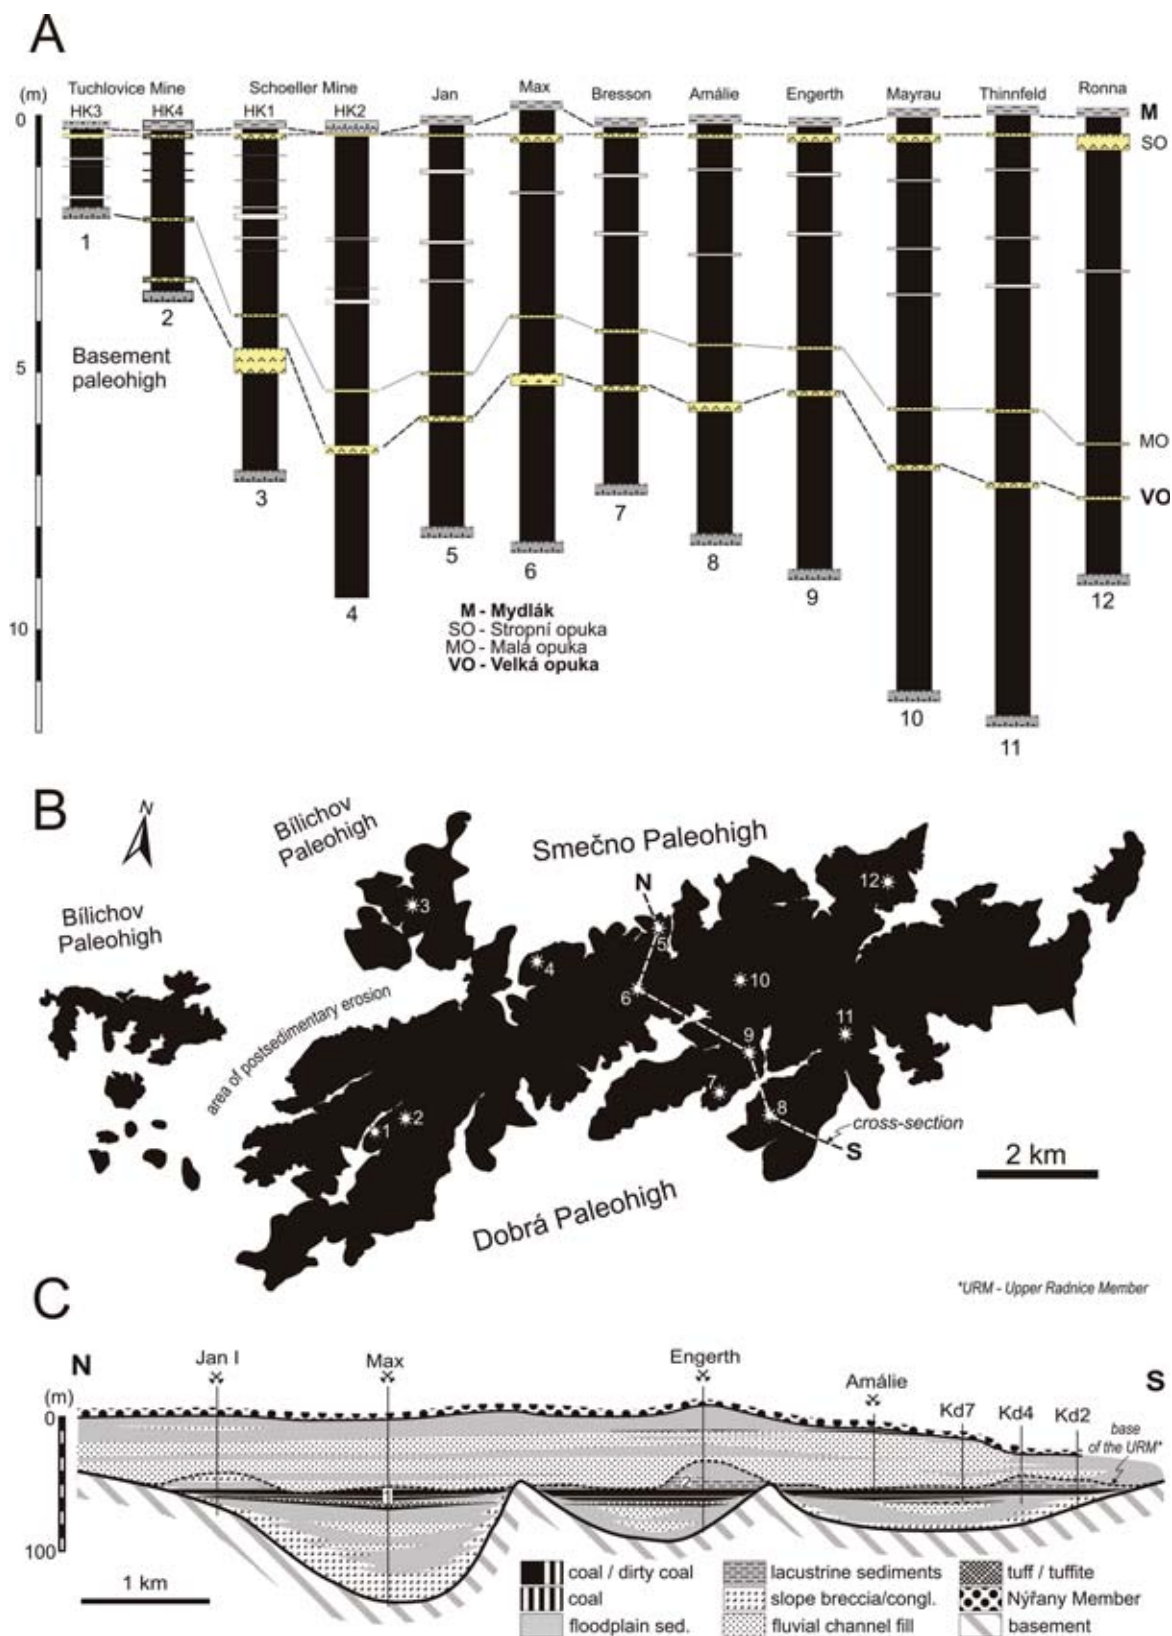 A
Tuchlovice Mine
Schoeller Mine
(m)
HK3
HK4
HK1
HK2
Jan
Max
Bresson
Amálie
Engerth
Mayrau
Thinnfeld
Ronna
0
M
SO
1
2
Basement
paleohigh
5
MO
VO
3
4
5
6
7
8
9
10
11
12
10
M - Mydlák
SO - Stropní opuka
MO - Malá opuka
VO - Velká opuka
B
N
Bílichov
Paleohigh
Smečno Paleohigh
Bílichov
Paleohigh
N
12
3
5
4
6
10
11
9
area of postsedimentary erosion
7
8
1
2
cross-section
S
2 km
Dobrá Paleohigh
*URM - Upper Radnice Member
C
N
Jan I
Max
Engerth
Amálie
S
(m)
Kd7
Kd4
Kd2
base
of the URM*
0
1
2
100
1 km
coal / dirty coal
lacustrine sediments
tuff / tuffite
coal
slope breccia/congl.
Nýřany Member
floodplain sed.
fluvial channel fill
basement